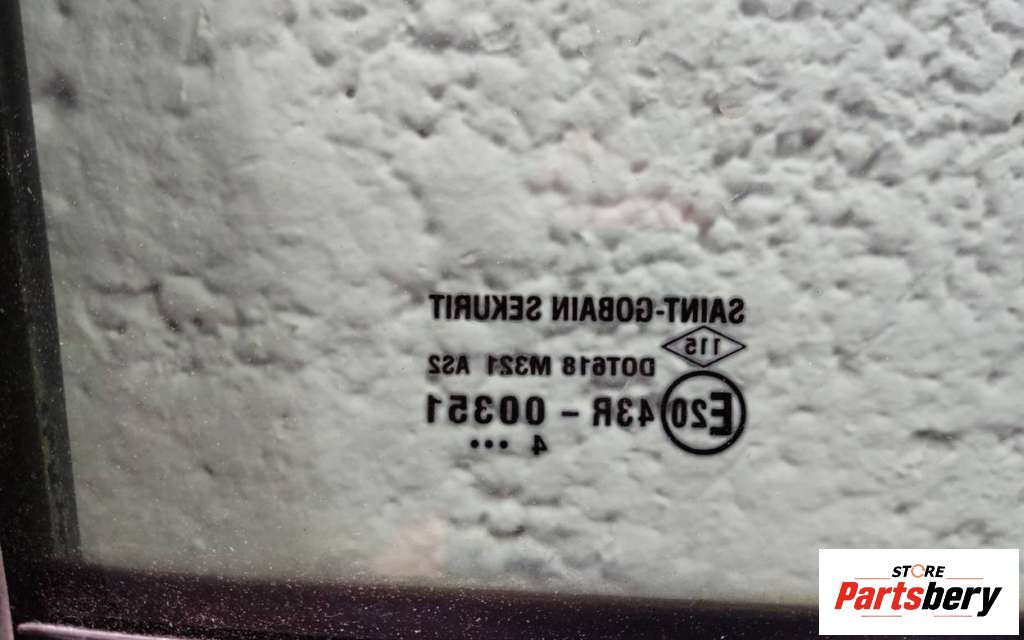 SAINT-GOBAIN SEKURIT
115
DOT618 M321 AS2
E20 43R - 00351
4 •••
STORE
Partsbery